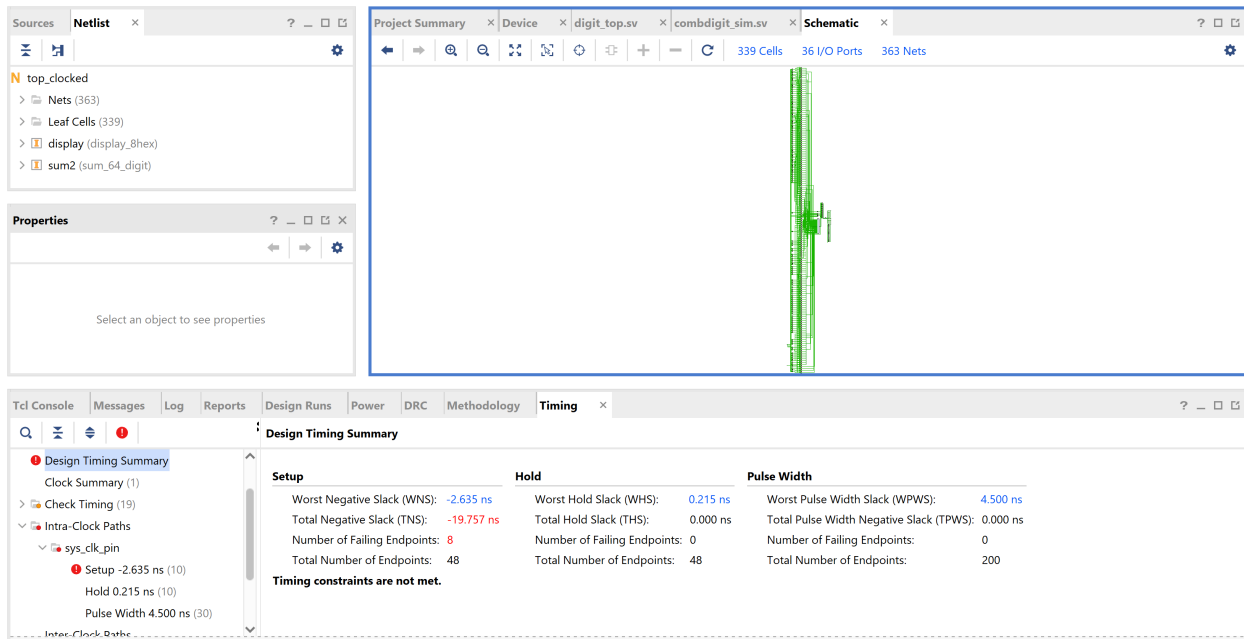 Sources Netlist × ? _
N top_clocked
> Nets (363)
> Leaf Cells (339)
> display (display_8hex)
> sum2 (sum_64_digit)
Properties ? _ ×
Select an object to see properties
Project Summary × Device × digit_top.sv × combdigit_sim.sv × Schematic × ?
339 Cells 36 I/O Ports 363 Nets
Tcl Console Messages Log Reports Design Runs Power DRC Methodology Timing × ? _
Design Timing Summary
Clock Summary (1)
> Check Timing (19)
Intra-Clock Paths
sys_clk_pin
Setup -2.635 ns (10)
Hold 0.215 ns (10)
Pulse Width 4.500 ns (30)
Inter-Clock Paths
Design Timing Summary
Setup Hold Pulse Width
Worst Negative Slack (WNS): -2.635 ns Worst Hold Slack (WHS): 0.215 ns Worst Pulse Width Slack (WPWS): 4.500 ns
Total Negative Slack (TNS): -19.757 ns Total Hold Slack (THS): 0.000 ns Total Pulse Width Negative Slack (TPWS): 0.000 ns
Number of Failing Endpoints: 8 Number of Failing Endpoints: 0 Number of Failing Endpoints: 0
Total Number of Endpoints: 48 Total Number of Endpoints: 48 Total Number of Endpoints: 200
Timing constraints are not met.